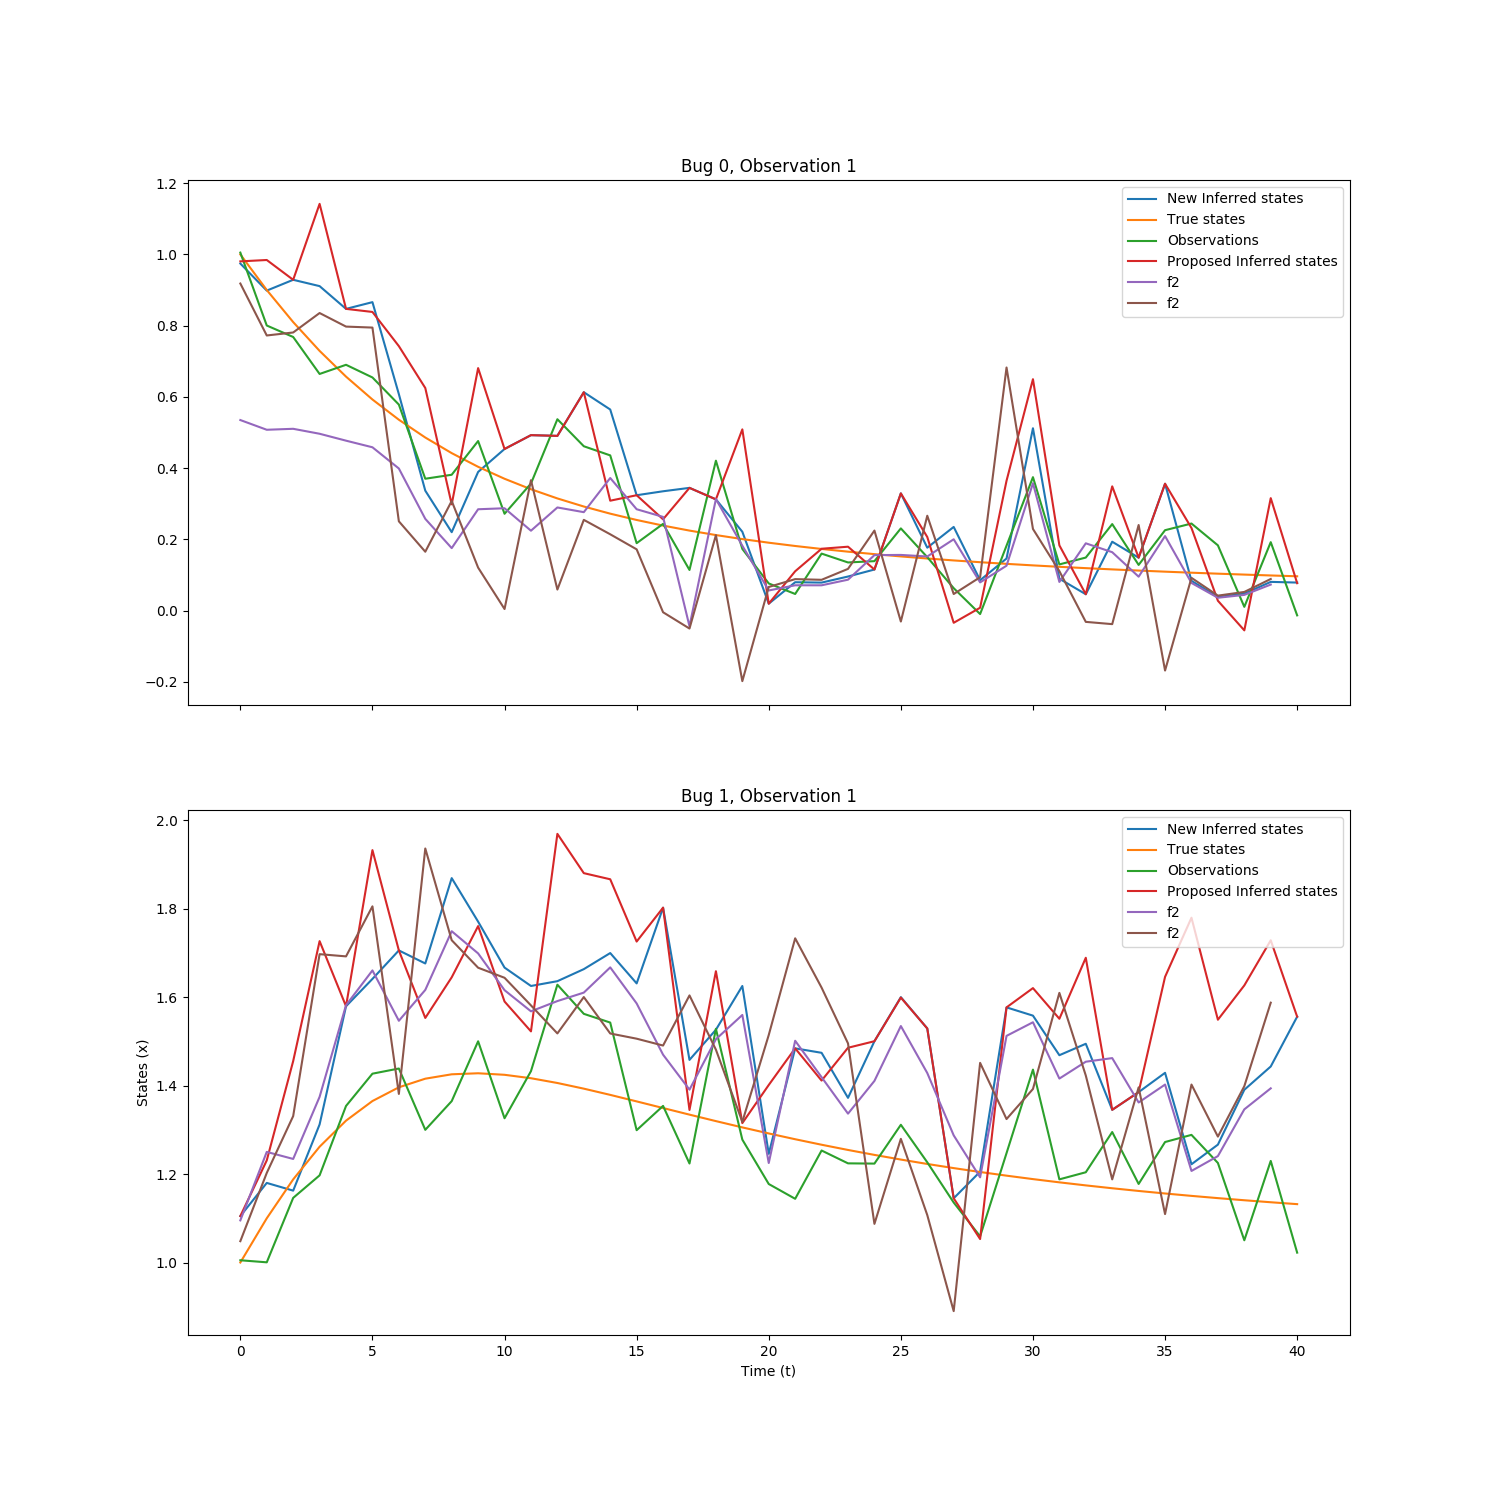 Bug 0, Observation 1
1.2
1.0
0.8
0.6
0.4
0.2
0.0
−0.2
New Inferred states
True states
Observations
Proposed Inferred states
f2
f2
Bug 1, Observation 1
2.0
1.8
1.6
1.4
1.2
1.0
States (x)
New Inferred states
True states
Observations
Proposed Inferred states
f2
f2
0 5 10 15 20 25 30 35 40
Time (t)